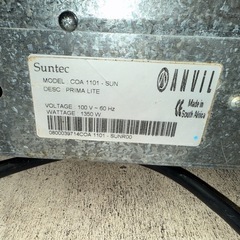 Suntec
MODEL : COA 1101 - SUN
DESC : PRIMA LITE
VOLTAGE : 100 V ~ 60 Hz
WATTAGE : 1350 W
0800039714COA 1101 - SUNR00
ANVIL
Made in
South Africa